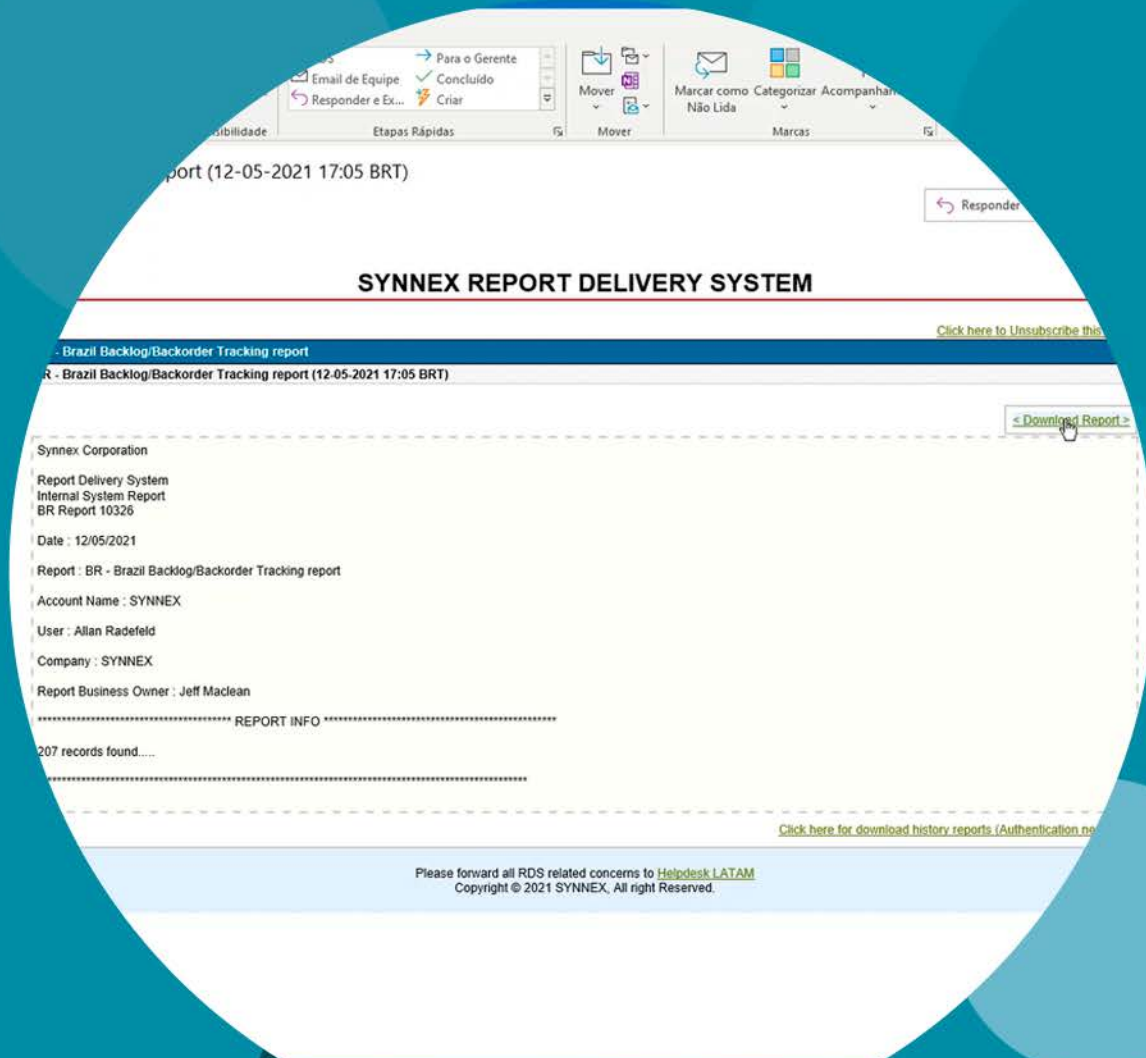 Para o Gerente
Email de Equipe
Concluído
Mover
Marcar como Não Lida
Categorizar
Responder e Ex...
Criar
Etapas Rápidas
Mover
Marcas
(12-05-2021 17:05 BRT)
Responder
SYNNEX REPORT DELIVERY SYSTEM
Click here to Unsubscribe this
- Brazil Backlog/Backorder Tracking report
- Brazil Backlog/Backorder Tracking report (12-05-2021 17:05 BRT)
< Download Report >
Synnex Corporation
Report Delivery System
Internal System Report
BR Report 10326
Date : 12/05/2021
Report : BR - Brazil Backlog/Backorder Tracking report
Account Name : SYNNEX
User : Allan Radefeld
Company : SYNNEX
Report Business Owner : Jeff Maclean
**************************************** REPORT INFO ************************************************
207 records found.....
Click here for download history reports (Authentication
Please forward all RDS related concerns to Helpdesk LATAM
Copyright © 2021 SYNNEX, All right Reserved.